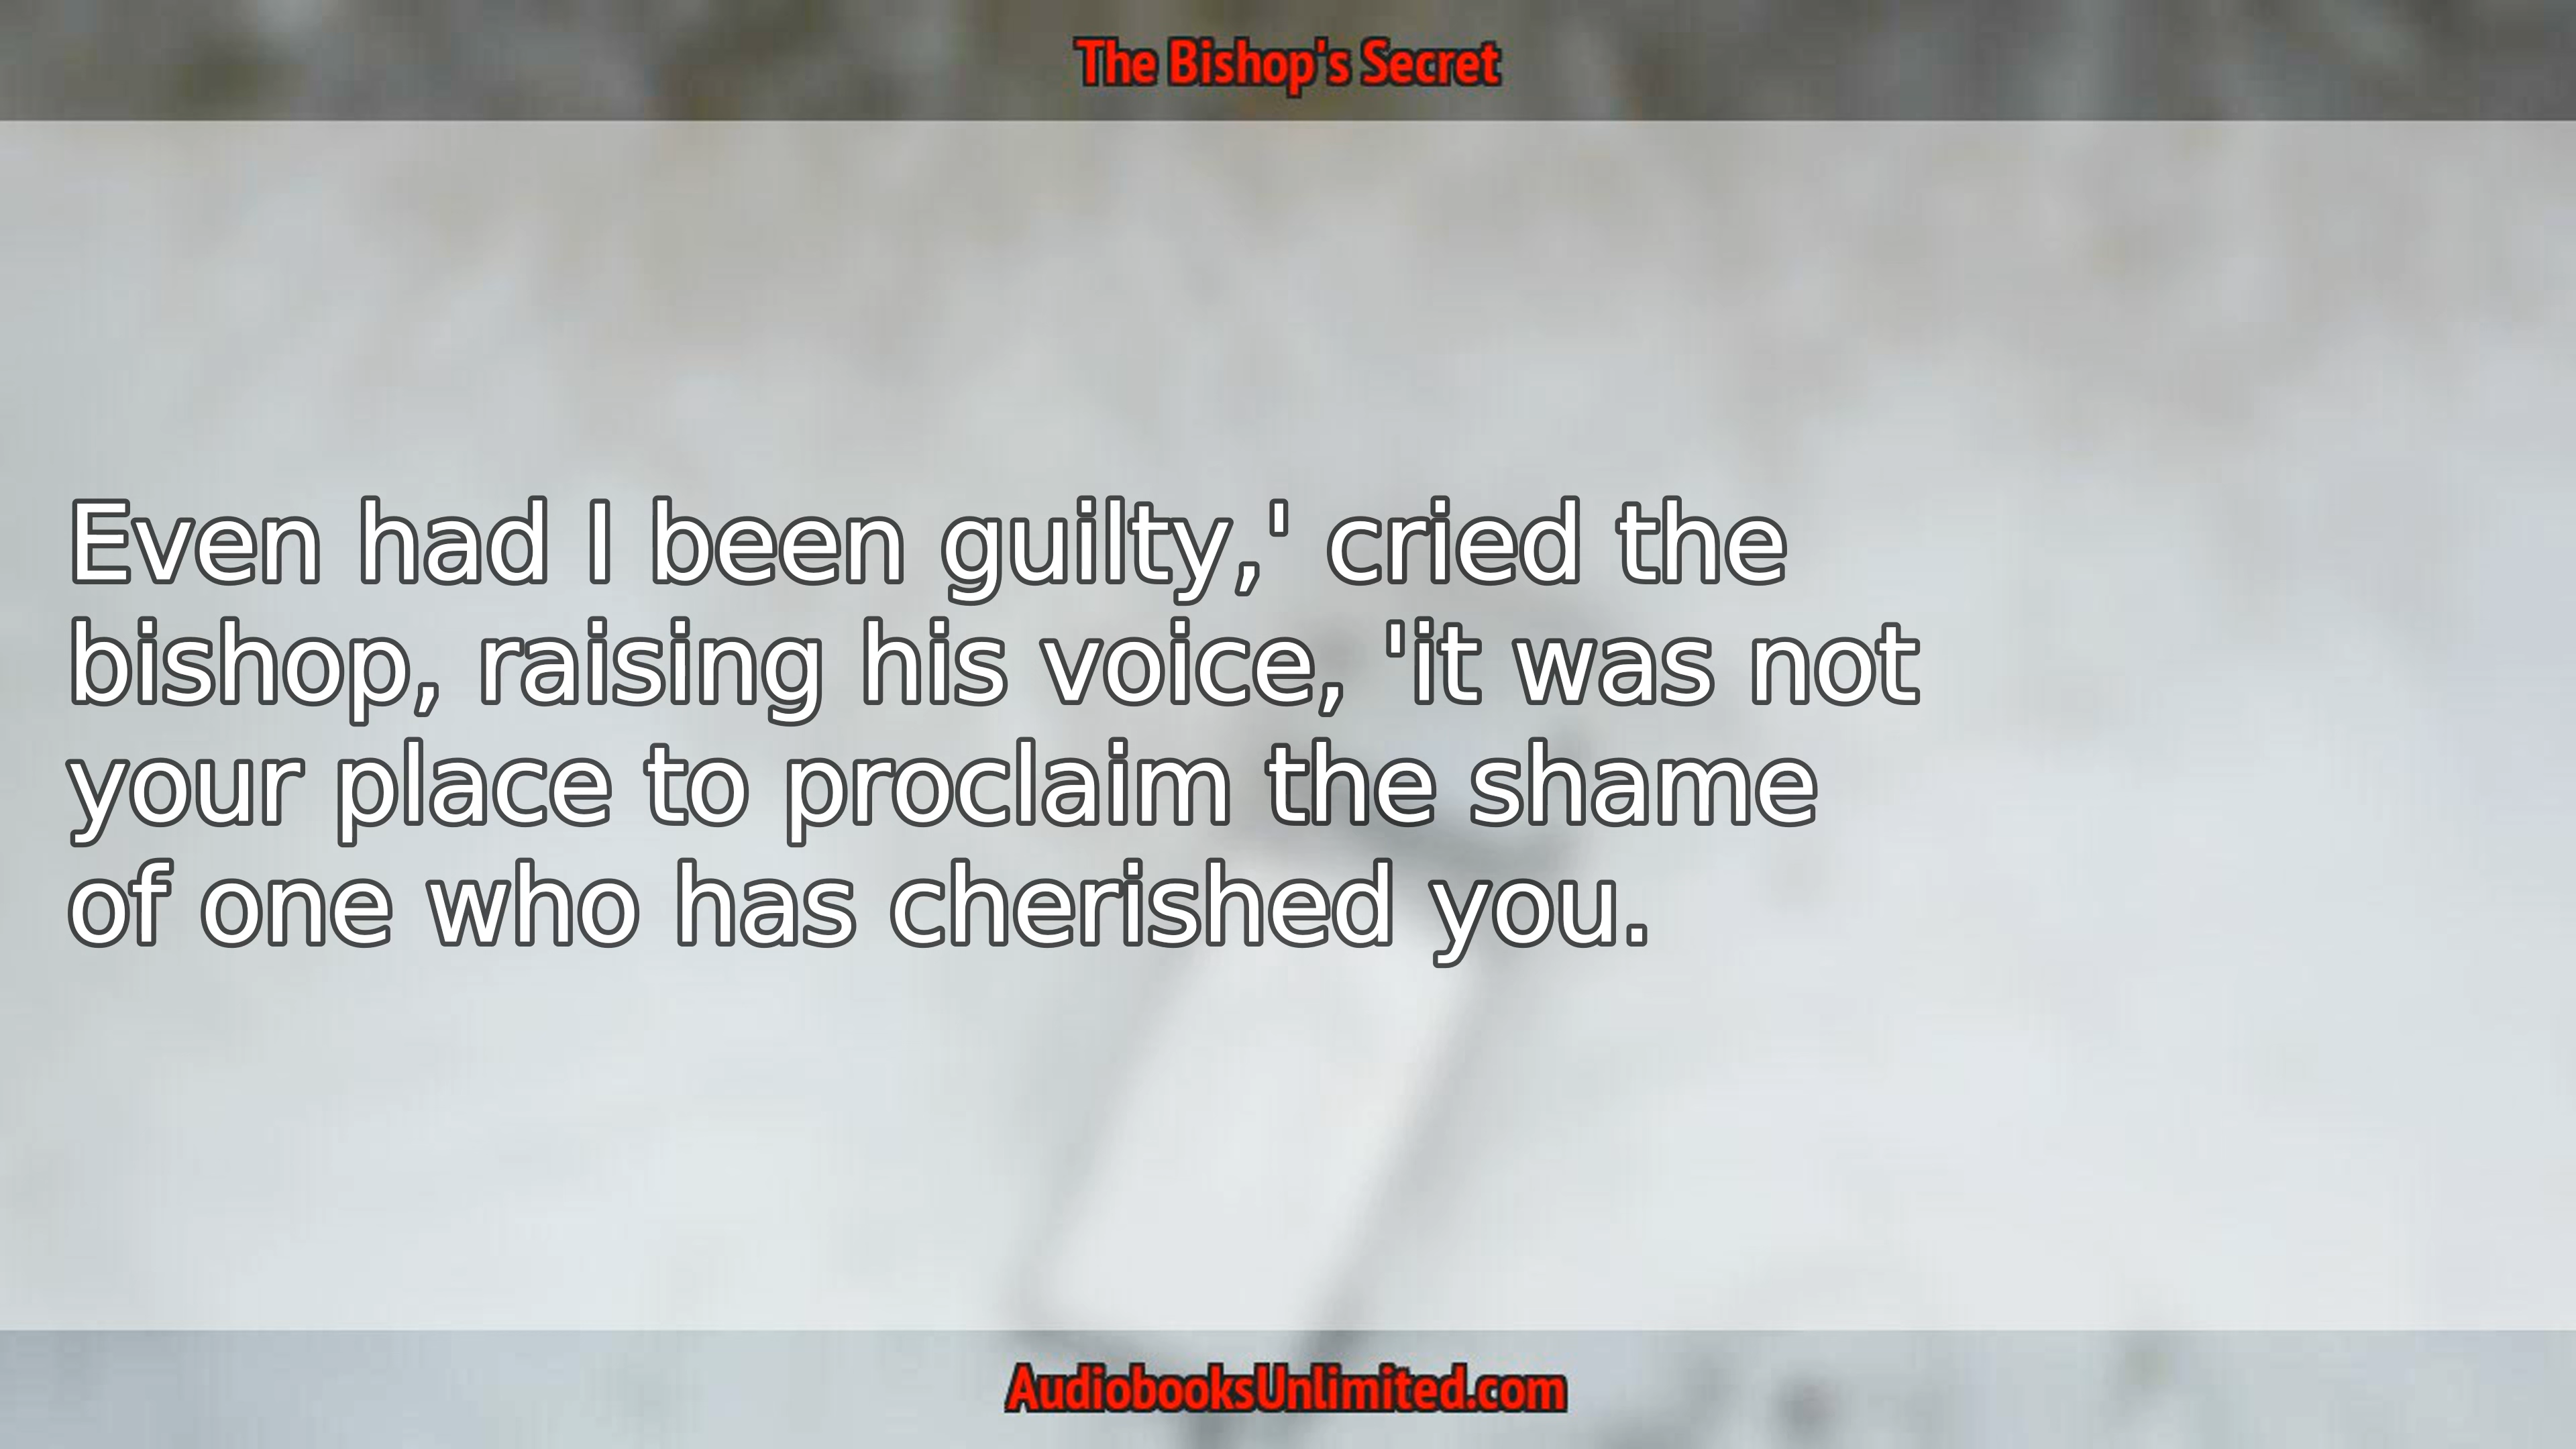 The Bishop's Secret
Even had I been guilty,' cried the
bishop, raising his voice, 'it was not
your place to proclaim the shame
of one who has cherished you.
AudiobooksUnlimited.com